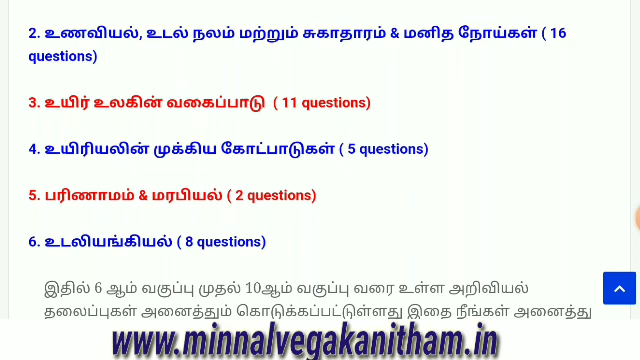 2. உணவியல், உடல் நலம் மற்றும் சுகாதாரம் & மனித நோய்கள் ( 16
questions)
3. உயிர் உலகின் வகைப்பாடு ( 11 questions)
4. உயிரியலின் முக்கிய கோட்பாடுகள் ( 5 questions)
5. பரிணாமம் & மரபியல் ( 2 questions)
6. உடலியங்கியல் ( 8 questions)
இதில் 6 ஆம் வகுப்பு முதல் 10ஆம் வகுப்பு வரை உள்ள அறிவியல்
தலைப்புகள் அனைத்தும் கொடுக்கப்பட்டுள்ளது இதை நீங்கள் அனைத்து
www.minnalvegakanitham.in